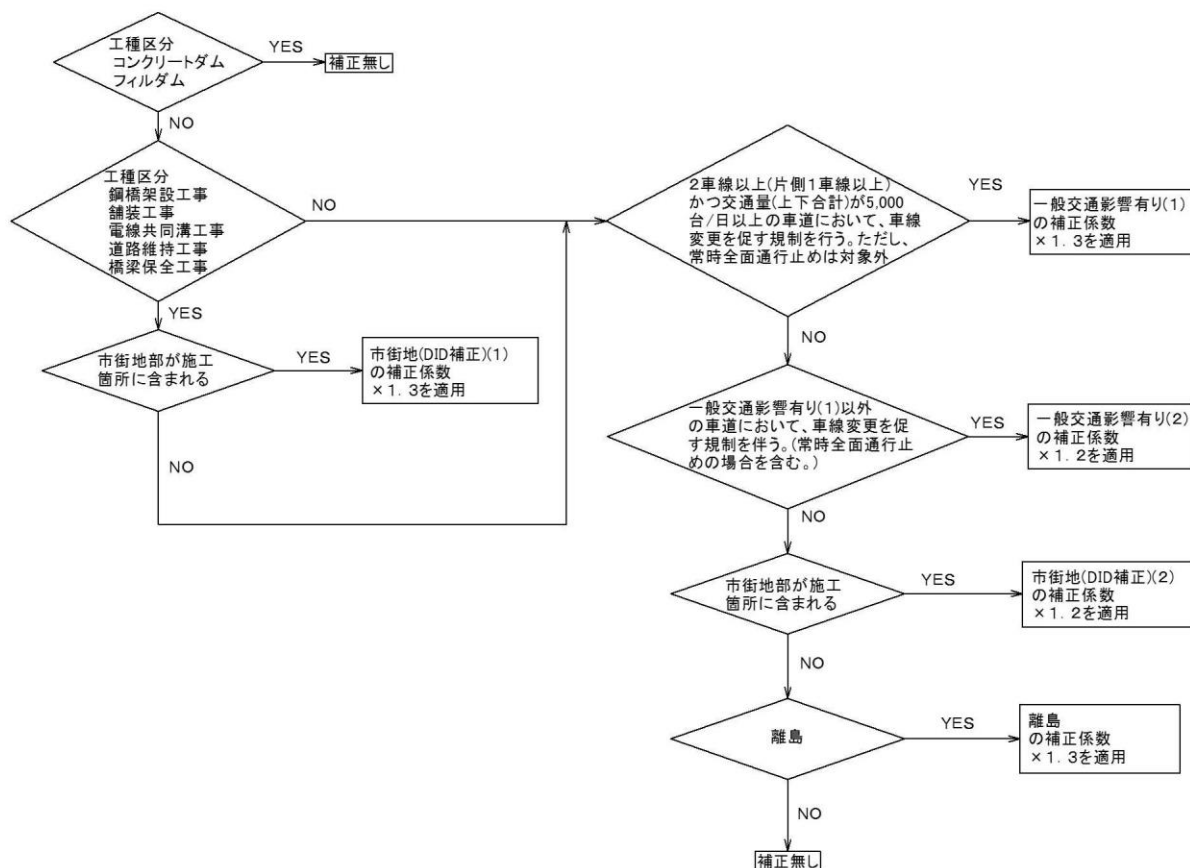 工種区分
コンクリートダム
フィルダム
YES
補正無し
NO
工種区分
鋼橋架設工事
舗装工事
電線共同溝工事
道路維持工事
橋梁保全工事
NO
YES
市街地部が施工
箇所に含まれる
YES
市街地(DID補正)(1)
の補正係数
×1.3を適用
NO
2車線以上(片側1車線以上)
かつ交通量(上下合計)が5,000
台/日以上の車道において、車線
変更を促す規制を行う。ただし、
常時全面通行止めは対象外
YES
一般交通影響有り(1)
の補正係数
×1.3を適用
NO
一般交通影響有り(1)以外
の車道において、車線変更を促
す規制を伴う。(常時全面通行止
めの場合を含む。)
YES
一般交通影響有り(2)
の補正係数
×1.2を適用
NO
市街地部が施工
箇所に含まれる
YES
市街地(DID補正)(2)
の補正係数
×1.2を適用
NO
離島
YES
離島
の補正係数
×1.3を適用
NO
補正無し